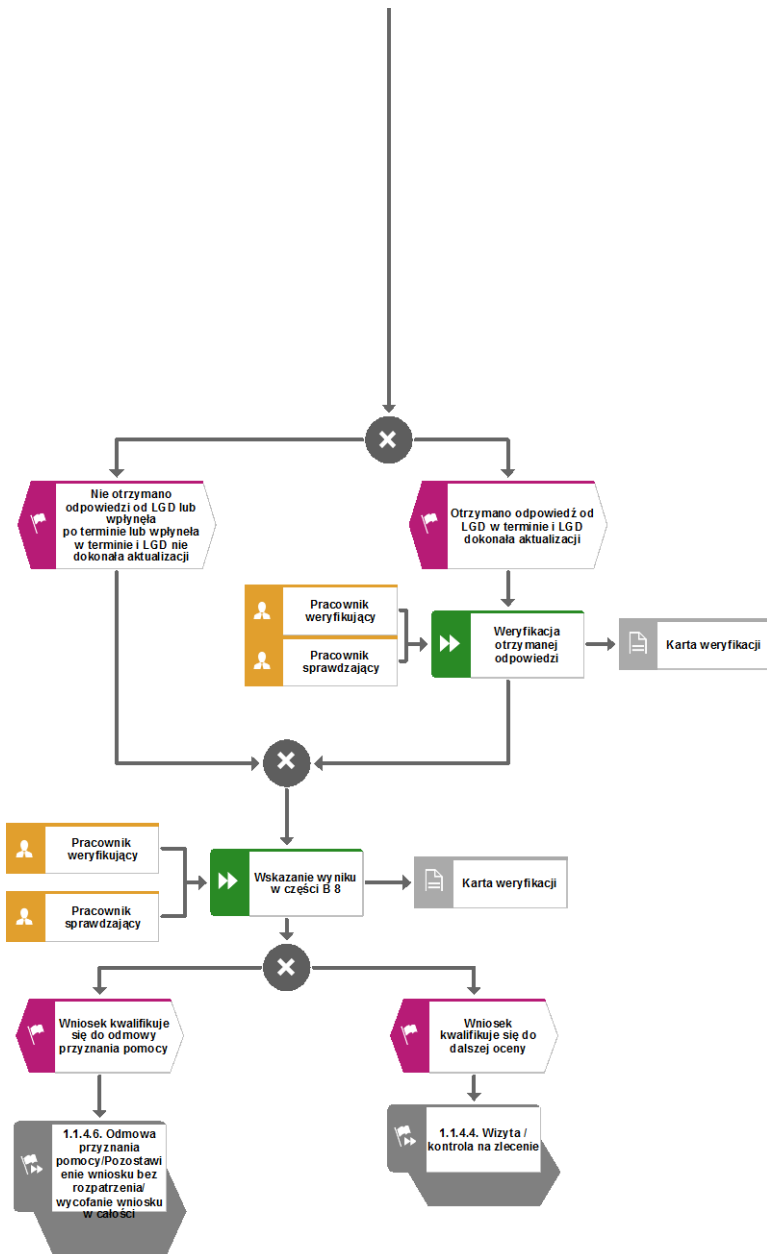 Nie otrzymano
odpowiedzi od LGD lub
wpłynęła
po terminie lub wpłyneła
w terminie i LGD nie
dokonała aktualizacji
Otrzymano odpowiedź od
LGD w terminie i LGD
dokonała aktualizacji
Pracownik
weryfikujący
Pracownik
sprawdzający
Weryfikacja
otrzymanej
odpowiedzi
Karta weryfikacji
Pracownik
weryfikujący
Pracownik
sprawdzający
Wskazanie wyniku
w części B 8
Karta weryfikacji
Wniosek kwalifikuje
się do odmowy
przyznania pomocy
Wniosek
kwalifikuje się do
dalszej oceny
1.1.4.6. Odmowa
przyznania
pomocy/Pozostawi
enie wniosku bez
rozpatrzenia/
wycofanie wniosku
w całości
1.1.4.4. Wizyta /
kontrola na zlecenie